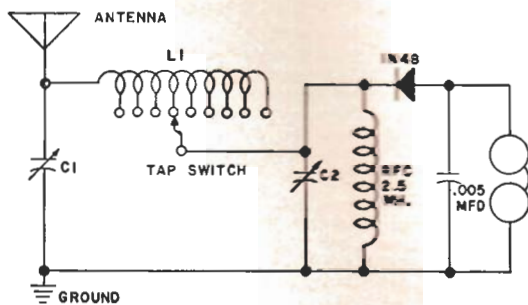 ANTENNA
L1
1N48
C1
TAP SWITCH
C2
RFC
2.5
MH.
.005
MFD
GROUND